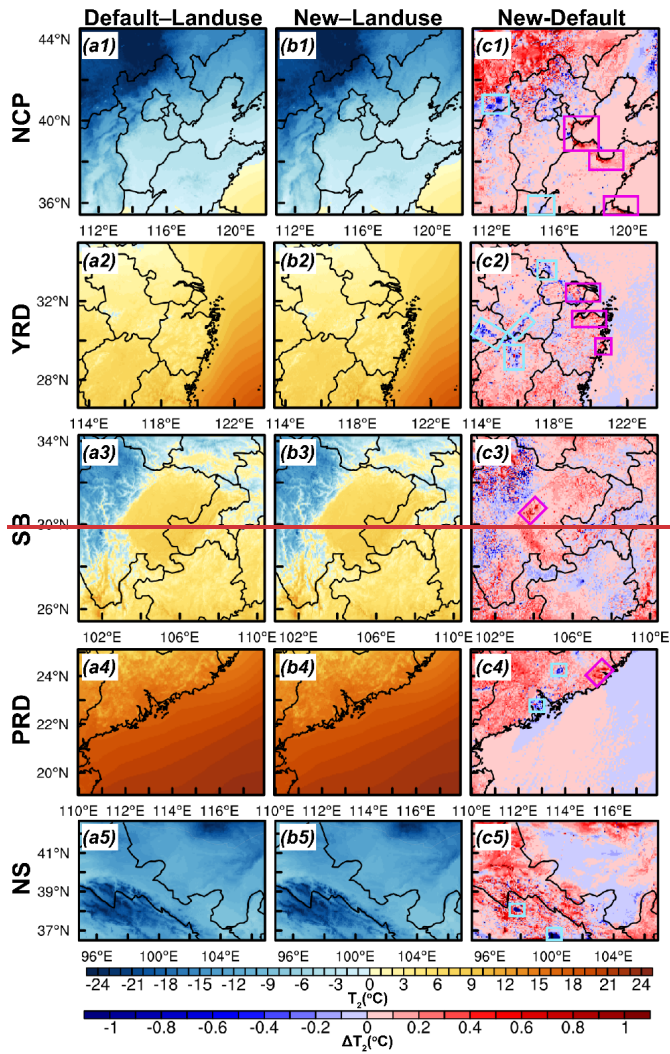 Default–Landuse New–Landuse New-Default
NCP
44°N (a1) (b1) (c1)
40°N
36°N
112°E 116°E 120°E 112°E 116°E 120°E 112°E 116°E 120°E
YRD
(a2) (b2) (c2)
32°N
28°N
114°E 118°E 122°E 114°E 118°E 122°E 114°E 118°E 122°E
SB
34°N (a3) (b3) (c3)
30°N
26°N
102°E 106°E 110°E 102°E 106°E 110°E 102°E 106°E 110°E
PRD
(a4) (b4) (c4)
24°N
22°N
20°N
110°E 112°E 114°E 116°E 110°E 112°E 114°E 116°E 110°E 112°E 114°E 116°E
NS
(a5) (b5) (c5)
41°N
39°N
37°N
96°E 100°E 104°E 96°E 100°E 104°E 96°E 100°E 104°E
-24 -21 -18 -15 -12 -9 -6 -3 0 3 6 9 12 15 18 21 24
T₂(°C)
-1 -0.8 -0.6 -0.4 -0.2 0 0.2 0.4 0.6 0.8 1
ΔT₂(°C)